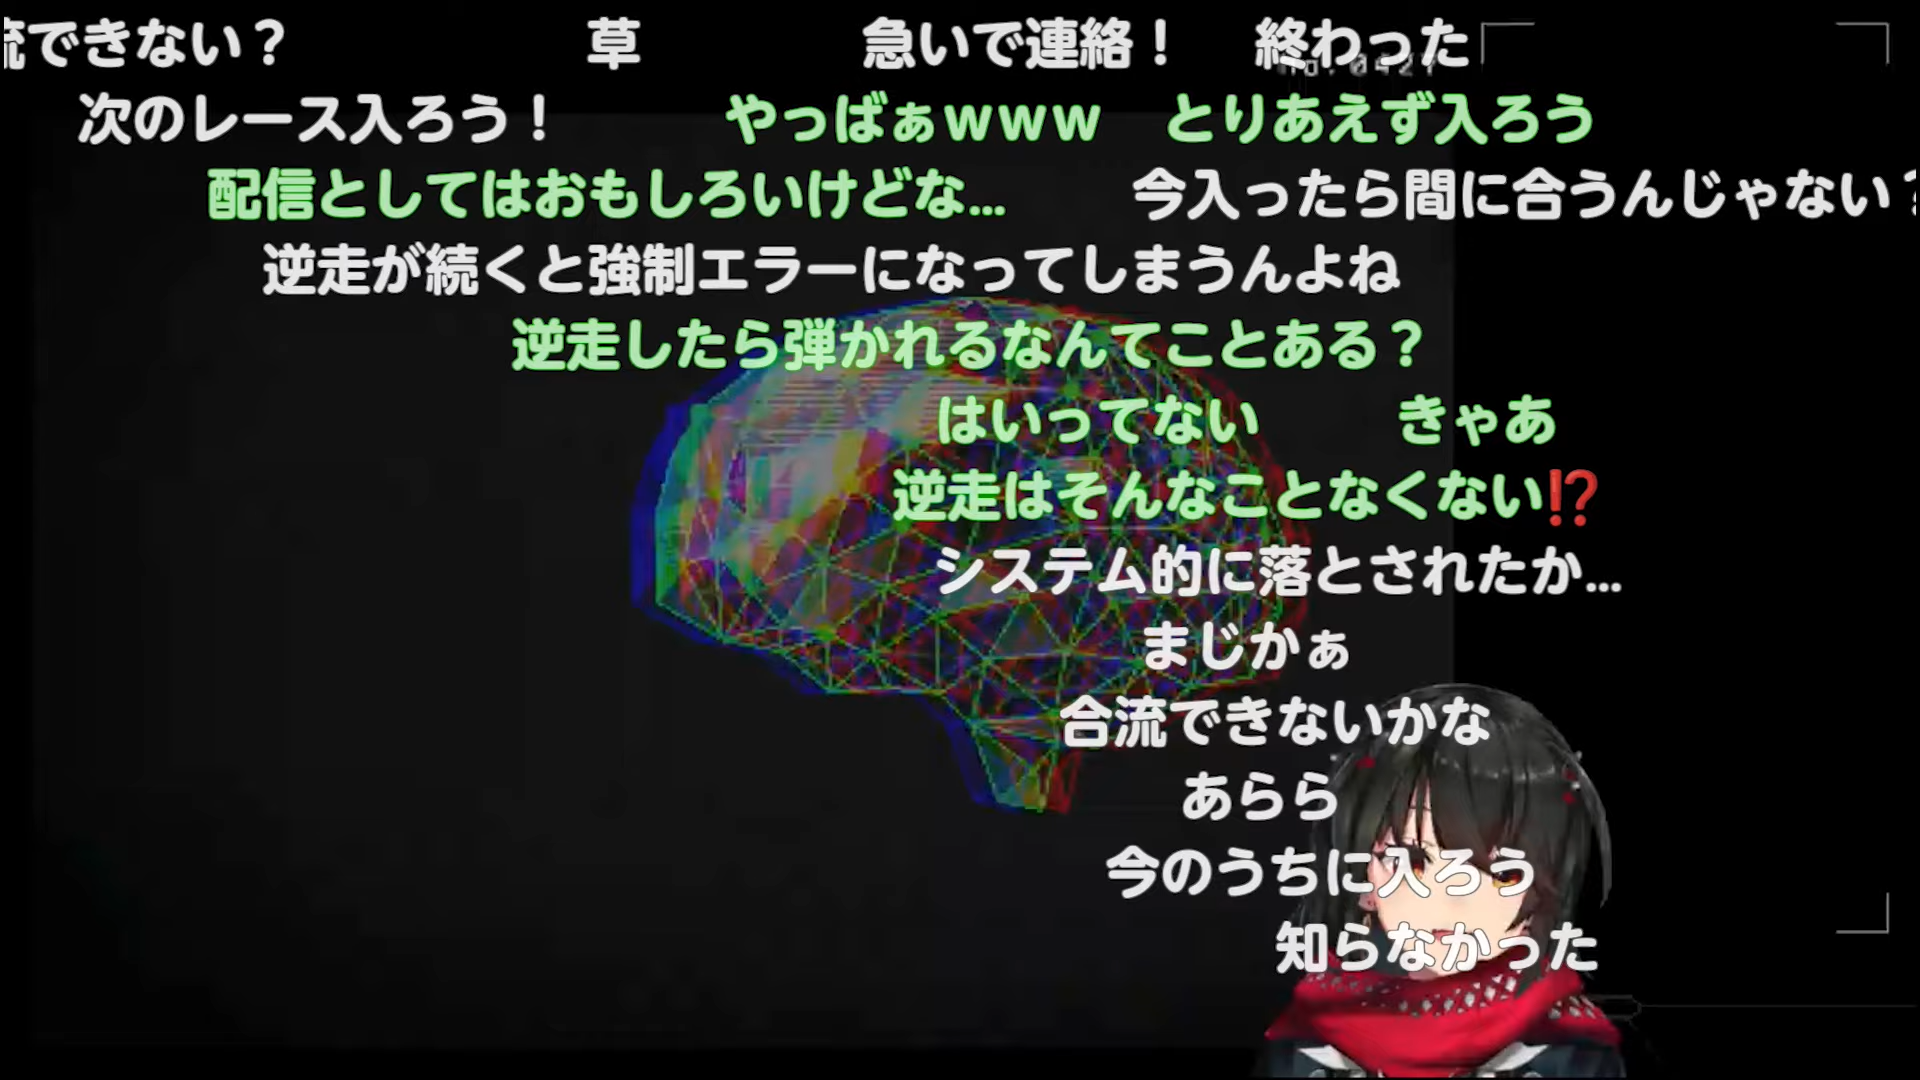 流できない？ 草 急いで連絡！ 終わった
no.0427
次のレース入ろう！ やっばぁｗｗｗ とりあえず入ろう
配信としてはおもしろいけどな… 今入ったら間に合うんじゃない？
逆走が続くと強制エラーになってしまうんよね
逆走したら弾かれるなんてことある？
はいってない きゃあ
逆走はそんなことなくない⁉
システム的に落とされたか…
まじかぁ
合流できないかな
あらら
今のうちに入ろう
知らなかった